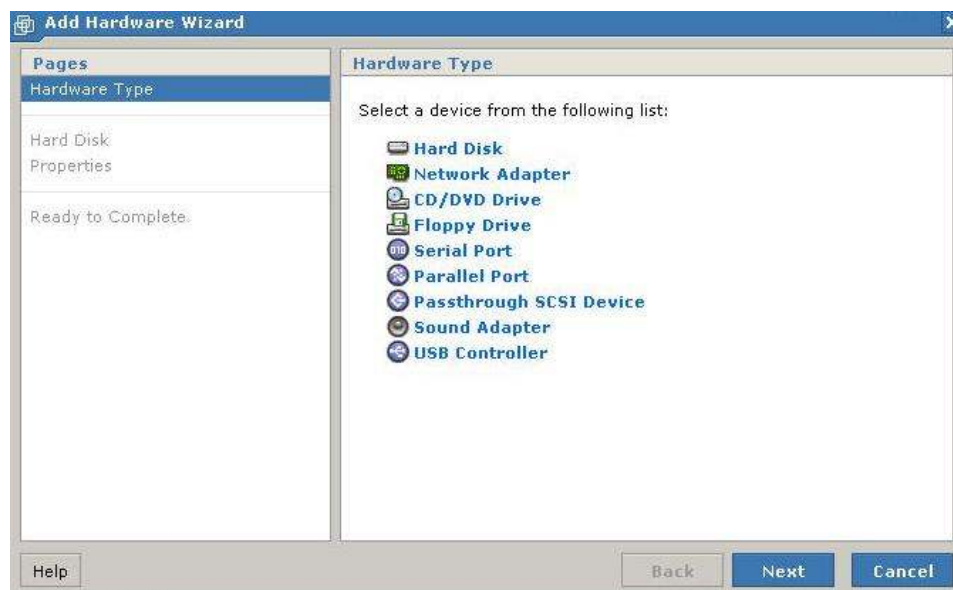 Add Hardware Wizard
Pages
Hardware Type
Hard Disk
Properties
Ready to Complete
Hardware Type
Select a device from the following list:
Hard Disk
Network Adapter
CD/DVD Drive
Floppy Drive
Serial Port
Parallel Port
Passthrough SCSI Device
Sound Adapter
USB Controller
Help
Back
Next
Cancel